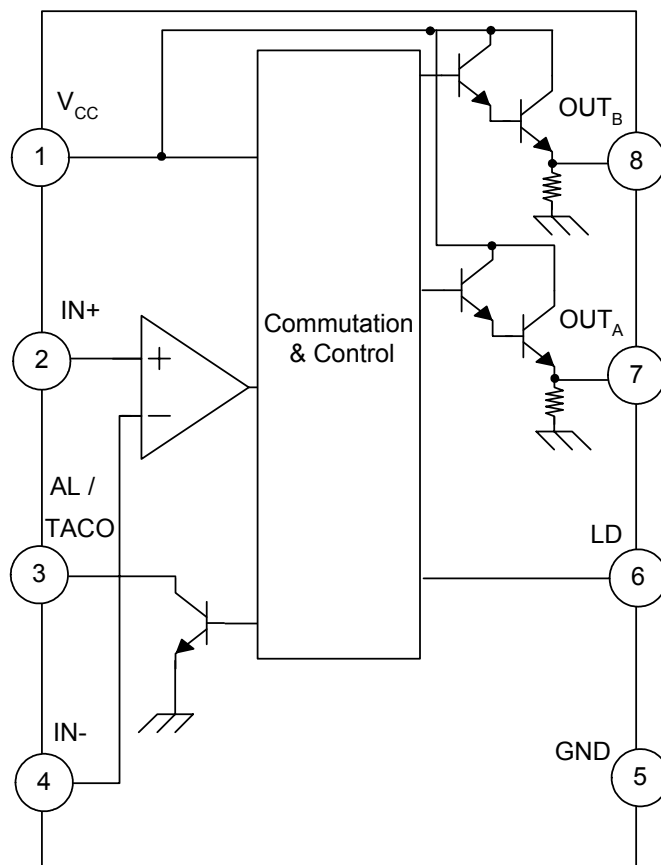 V_CC
1
OUT_B
8
IN+
2
+
−
Commutation
& Control
OUT_A
7
AL /
TACO
3
LD
6
IN-
4
GND
5